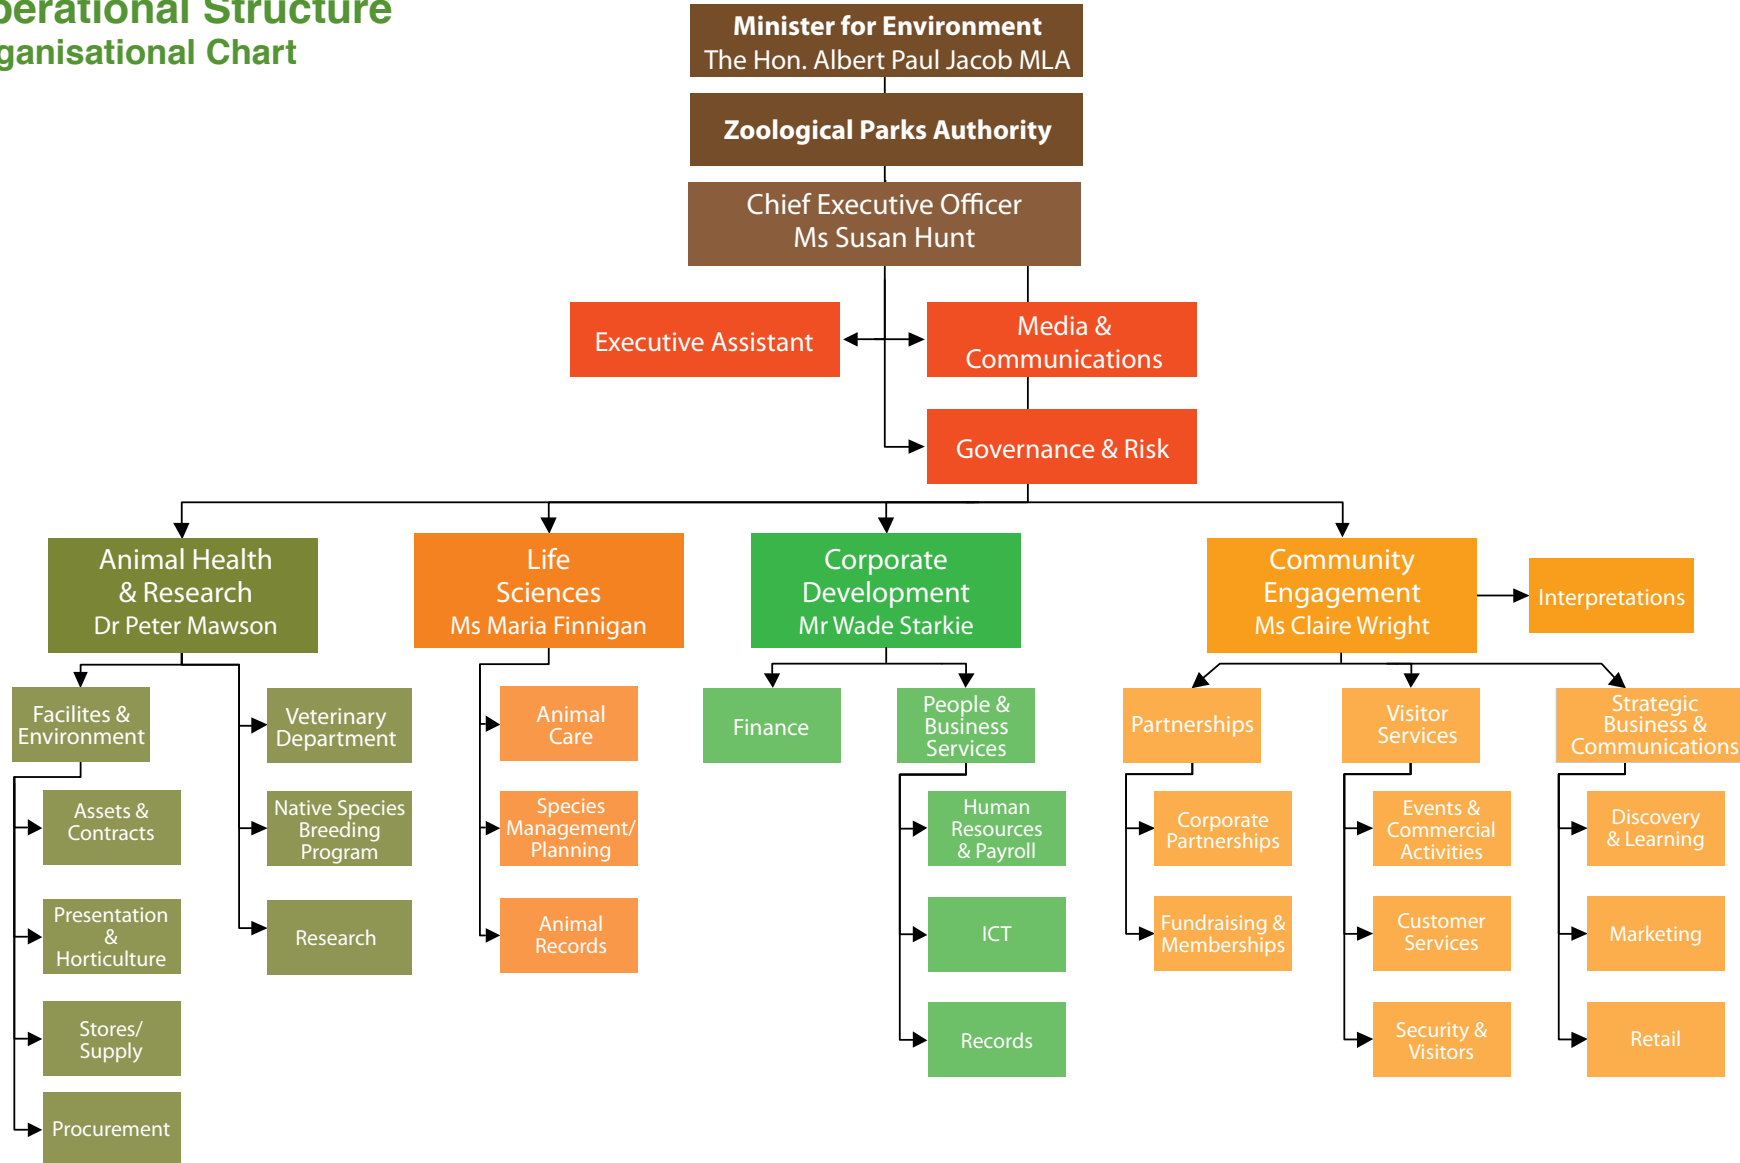 perational Structure
ganisational Chart
Minister for Environment
The Hon. Albert Paul Jacob MLA
Zoological Parks Authority
Chief Executive Officer
Ms Susan Hunt
Executive Assistant
Media &
Communications
Governance & Risk
Animal Health
& Research
Dr Peter Mawson
Life
Sciences
Ms Maria Finnigan
Corporate
Development
Mr Wade Starkie
Community
Engagement
Ms Claire Wright
Interpretations
Facilites &
Environment
Veterinary
Department
Animal
Care
Finance
People &
Business
Services
Partnerships
Visitor
Services
Strategic
Business &
Communications
Assets &
Contracts
Native Species
Breeding
Program
Species
Management/
Planning
Human
Resources
& Payroll
Corporate
Partnerships
Events &
Commercial
Activities
Discovery
& Learning
Presentation
&
Horticulture
Research
Animal
Records
ICT
Fundraising &
Memberships
Customer
Services
Marketing
Stores/
Supply
Records
Security &
Visitors
Retail
Procurement